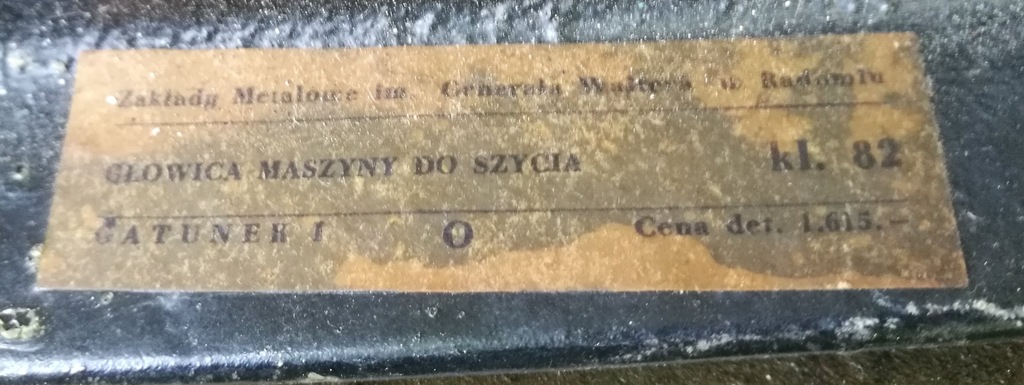 Zakłady Metalowe im Generała Waltera w Radomiu
GŁOWICA MASZYNY DO SZYCIA kl. 82
GATUNEK I O Cena det. 1.615.—